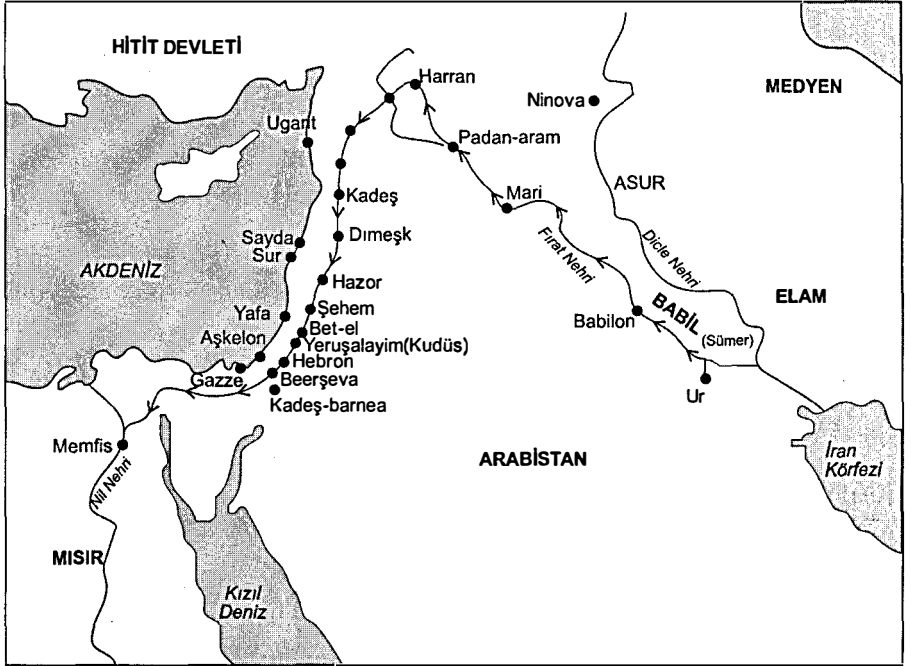 HİTİT DEVLETİ
Harran
MEDYEN
Ninova
Ugarit
Padan-aram
ASUR
Kadeş
Mari
Sayda
Dımeşk
Sur
Fırat Nehri
Dicle Nehri
AKDENİZ
Hazor
ELAM
Yafa
Şehem
BABİL
(Sümer)
Babilon
Bet-el
Aşkelon
Yeruşalayim(Kudüs)
Hebron
Gazze
Beerşeva
Ur
Kadeş-barnea
Memfis
ARABİSTAN
İran
Körfezi
Nil Nehri
MISIR
Kızıl
Deniz